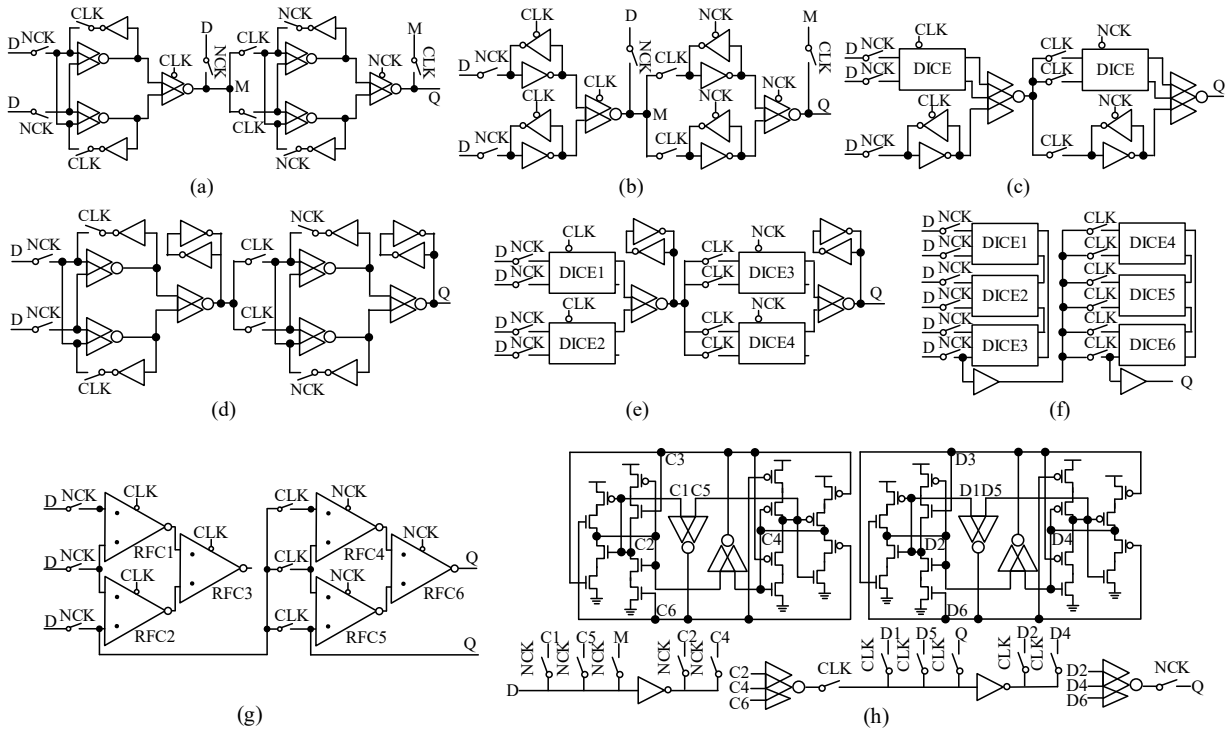 CLK NCK D NCK D NCK CLK CLK NCK M CLK NCK NCK M CLK Q CLK NCK
(a)
CLK D NCK D NCK D NCK CLK CLK M CLK NCK NCK M CLK Q CLK NCK
(b)
CLK D NCK D NCK DICE D NCK CLK CLK CLK NCK DICE CLK NCK Q
(c)
D NCK CLK D NCK CLK CLK NCK CLK NCK Q
(d)
D NCK CLK NCK DICE1 D NCK CLK NCK DICE2 CLK NCK CLK DICE3 CLK NCK CLK DICE4 Q
(e)
D NCK DICE1 NCK NCK DICE2 NCK NCK DICE3 D NCK CLK DICE4 CLK CLK DICE5 CLK CLK DICE6 CLK Q
(f)
D NCK CLK RFC1 D NCK CLK RFC2 D NCK CLK RFC3 CLK NCK RFC4 CLK NCK RFC5 CLK NCK RFC6 Q Q
(g)
C3 C1 C5 C2 C4 C6
D3 D1 D5 D2 D4 D6
D NCK C1 NCK C5 NCK M NCK C2 NCK C4
C2 C4 C6 CLK
CLK D1 CLK D5 CLK Q CLK D2 CLK D4
D2 D4 D6 NCK Q
(h)